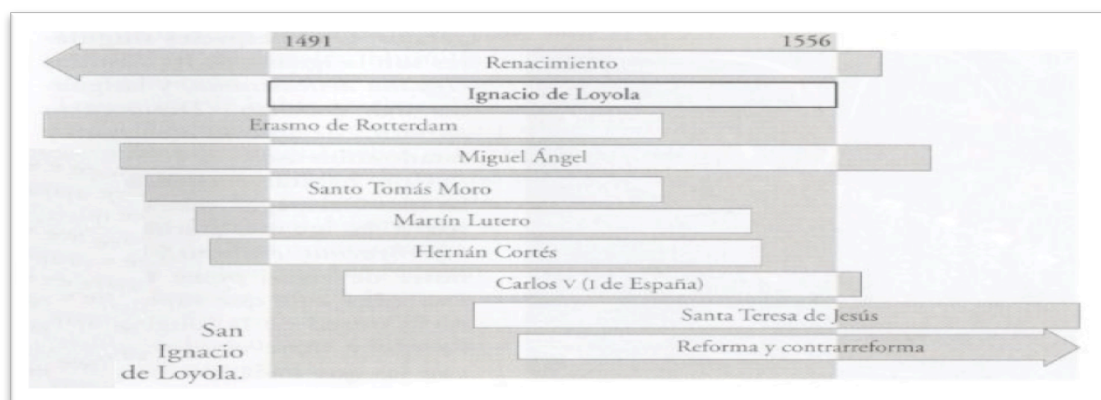 1491 1556
Renacimiento
Ignacio de Loyola
Erasmo de Rotterdam
Miguel Ángel
Santo Tomás Moro
Martín Lutero
Hernán Cortés
Carlos V (I de España)
Santa Teresa de Jesús
Reforma y contrarreforma
San
Ignacio
de Loyola.